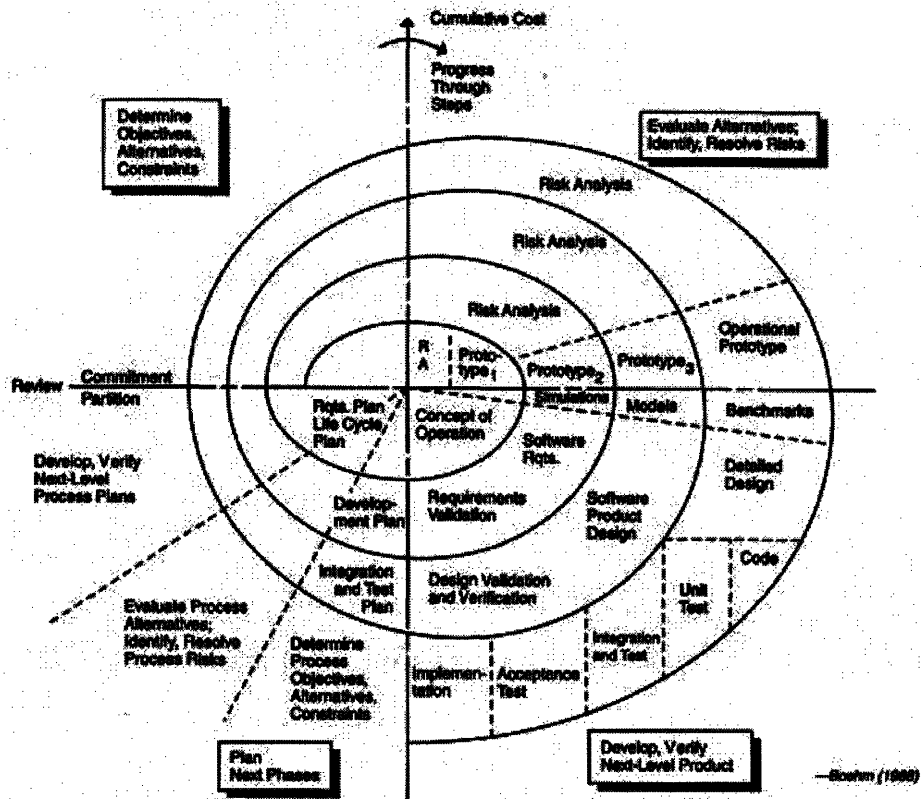 Cumulative Cost
Progress
Through
Steps
Determine
Objectives,
Alternatives,
Constraints
Evaluate Alternatives;
Identify, Resolve Risks
Risk Analysis
Risk Analysis
Risk Analysis
R
A
Proto-
type1
Prototype2
Prototype3
Operational
Prototype
Review
Commitment
Partition
Simulations
Models
Benchmarks
Rqts. Plan
Life Cycle
Plan
Concept of
Operation
Software
Rqts.
Detailed
Design
Develop, Verify
Next-Level
Process Plans
Develop-
ment Plan
Requirements
Validation
Software
Product
Design
Code
Unit
Test
Integration
and Test
Plan
Design Validation
and Verification
Evaluate Process
Alternatives;
Identify, Resolve
Process Risks
Determine
Process
Objectives,
Alternatives,
Constraints
Integration
and Test
Implemen-
tation
Acceptance
Test
Plan
Next Phases
Develop, Verify
Next-Level Product
—Boehm